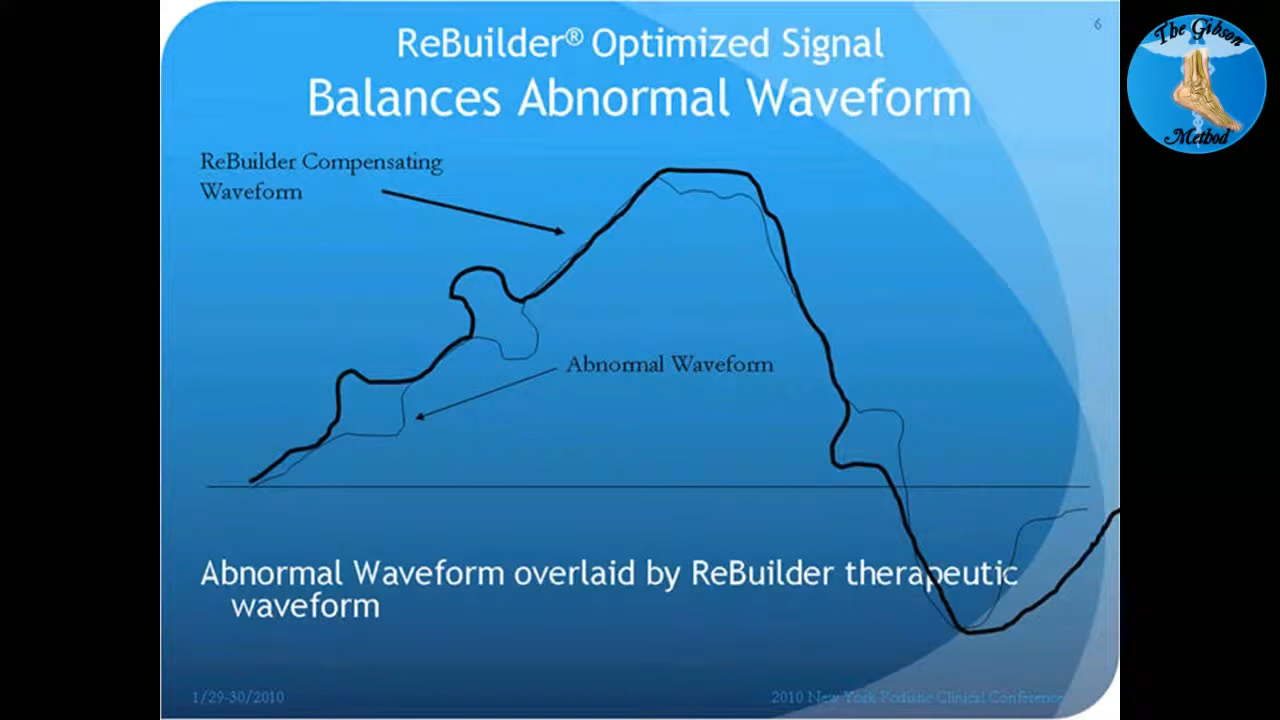 6
The Gibson
Method
ReBuilder® Optimized Signal
Balances Abnormal Waveform
ReBuilder Compensating
Waveform
Abnormal Waveform
Abnormal Waveform overlaid by ReBuilder therapeutic
waveform
1/29-30/2010
2010 New York Podiatric Clinical Conference